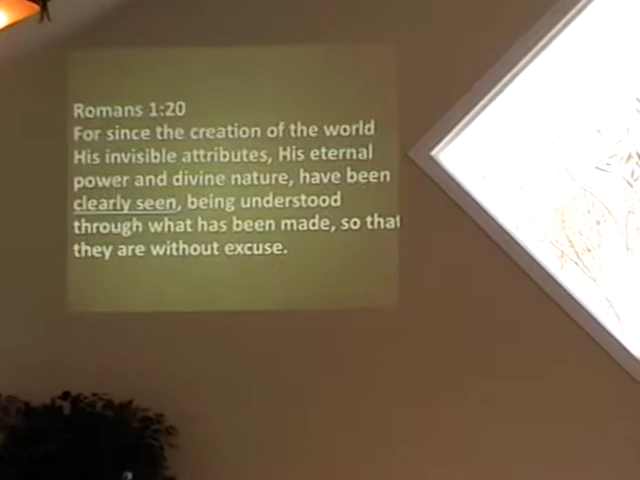 Romans 1:20
For since the creation of the world
His invisible attributes, His eternal
power and divine nature, have been
clearly seen, being understood
through what has been made, so that
they are without excuse.